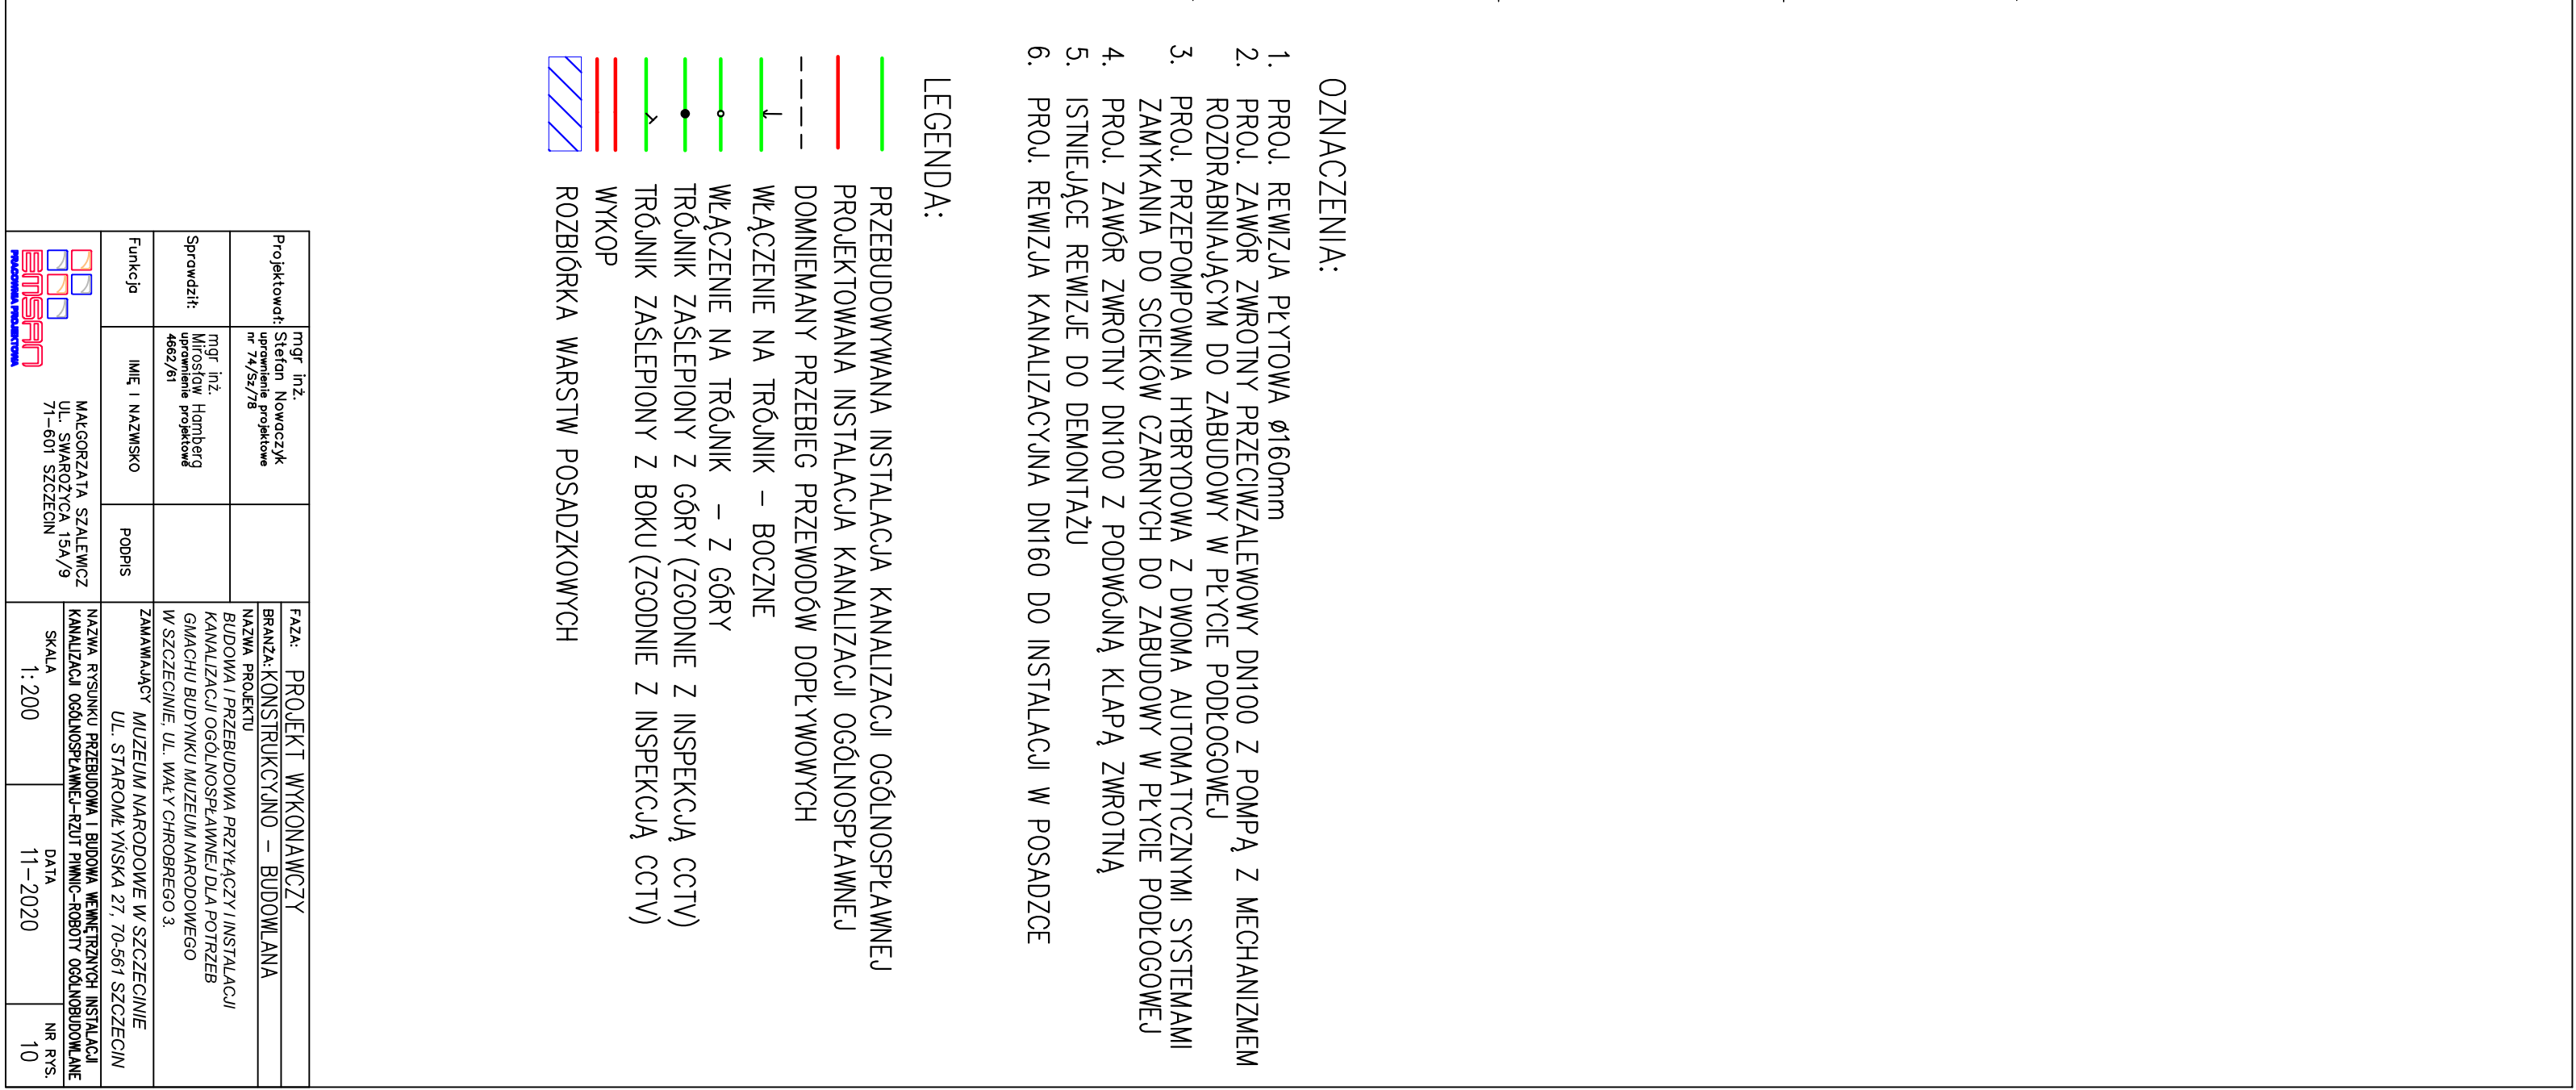 OZNACZENIA:
1. PROJ. REWIZJA PŁYTOWA ø160mm
2. PROJ. ZAWÓR ZWROTNY PRZECIWZALEWOWY DN100 Z POMPĄ Z MECHANIZMEM
ROZDRABNIAJĄCYM DO ZABUDOWY W PŁYCIE PODŁOGOWEJ
3. PROJ. PRZEPOMPOWNIA HYBRYDOWA Z DWOMA AUTOMATYCZNYMI SYSTEMAMI
ZAMYKANIA DO SCIEKÓW CZARNYCH DO ZABUDOWY W PŁYCIE PODŁOGOWEJ
4. PROJ. ZAWÓR ZWROTNY DN100 Z PODWÓJNĄ KLAPĄ ZWROTNĄ
5. ISTNIEJĄCE REWIZJE DO DEMONTAŻU
6. PROJ. REWIZJA KANALIZACYJNA DN160 DO INSTALACJI W POSADZCE
LEGENDA:
PRZEBUDOWYWANA INSTALACJA KANALIZACJI OGÓLNOSPŁAWNEJ
PROJEKTOWANA INSTALACJA KANALIZACJI OGÓLNOSPŁAWNEJ
DOMNIEMANY PRZEBIEG PRZEWODÓW DOPŁYWOWYCH
WŁĄCZENIE NA TRÓJNIK – BOCZNE
WŁĄCZENIE NA TRÓJNIK – Z GÓRY
TRÓJNIK ZAŚLEPIONY Z GÓRY (ZGODNIE Z INSPEKCJĄ CCTV)
TRÓJNIK ZAŚLEPIONY Z BOKU (ZGODNIE Z INSPEKCJĄ CCTV)
WYKOP
ROZBIÓRKA WARSTW POSADZKOWYCH
Projektował:
mgr inż.
Stefan Nowaczyk
uprawnienie projektowe
nr 74/Sz/78
Sprawdził:
mgr inż.
Mirosław Hamberg
uprawnienie projektowe
4662/61
Funkcja
IMIĘ I NAZWISKO
PODPIS
EMSAN
PRACOWNIA PROJEKTOWA
MAŁGORZATA SZALEWICZ
UL. SWAROŻYCA 15A/9
71-601 SZCZECIN
FAZA: PROJEKT WYKONAWCZY
BRANŻA: KONSTRUKCYJNO – BUDOWLANA
NAZWA PROJEKTU
BUDOWA I PRZEBUDOWA PRZYŁĄCZY I INSTALACJI
KANALIZACJI OGÓLNOSPŁAWNEJ DLA POTRZEB
GMACHU BUDYNKU MUZEUM NARODOWEGO
W SZCZECINIE, UL. WAŁY CHROBREGO 3.
ZAMAWIAJĄCY MUZEUM NARODOWE W SZCZECINIE
UL. STAROMŁYŃSKA 27, 70-561 SZCZECIN
NAZWA RYSUNKU PRZEBUDOWA I BUDOWA WEWNĘTRZNYCH INSTALACJI
KANALIZACJI OGÓLNOSPŁAWNEJ-RZUT PIWNIC-ROBOTY OGÓLNOBUDOWLANE
SKALA
1:200
DATA
11-2020
NR RYS.
10